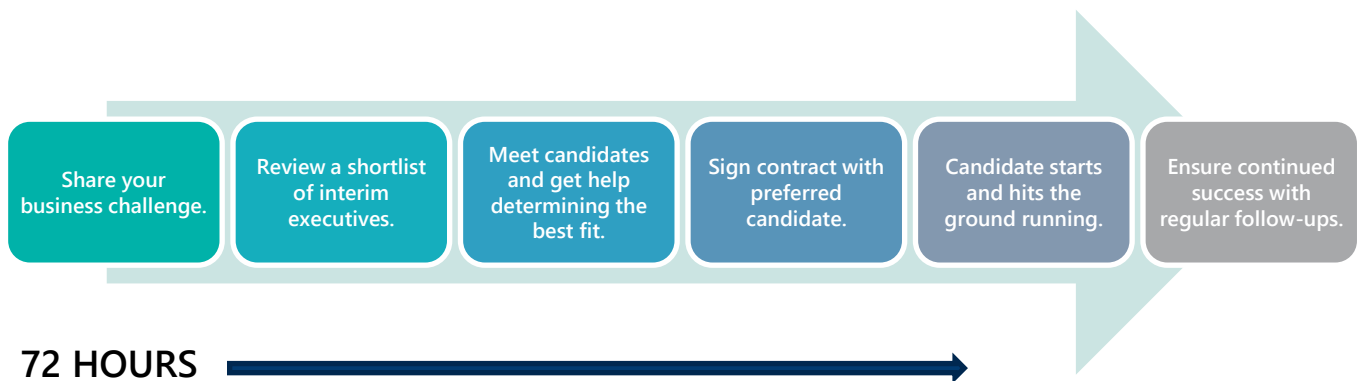 Share your
business challenge.
Review a shortlist
of interim
executives.
Meet candidates
and get help
determining the
best fit.
Sign contract with
preferred
candidate.
Candidate starts
and hits the
ground running.
Ensure continued
success with
regular follow-ups.
72 HOURS